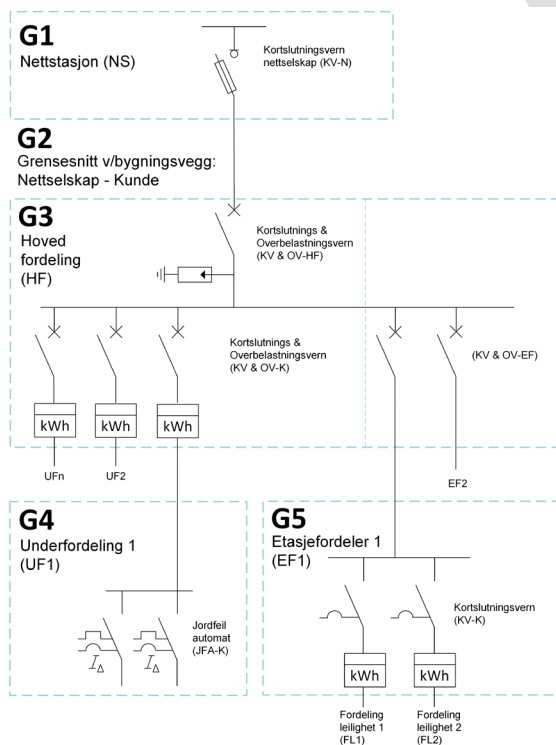 G1
Nettstasjon (NS)
Kortslutningsvern
nettselskap (KV-N)
G2
Grensesnitt v/bygningsvegg:
Nettselskap - Kunde
G3
Hoved
fordeling
(HF)
Kortslutnings &
Overbelastningsvern
(KV & OV-HF)
Kortslutnings &
Overbelastningsvern
(KV & OV-K)
(KV & OV-EF)
kWh
kWh
kWh
UFn
UF2
EF2
G4
Underfordeling 1
(UF1)
Jordfeil
automat
(JFA-K)
I∆
I∆
G5
Etasjefordeler 1
(EF1)
Kortslutningsvern
(KV-K)
kWh
kWh
Fordeling
leilighet 1
(FL1)
Fordeling
leilighet 2
(FL2)